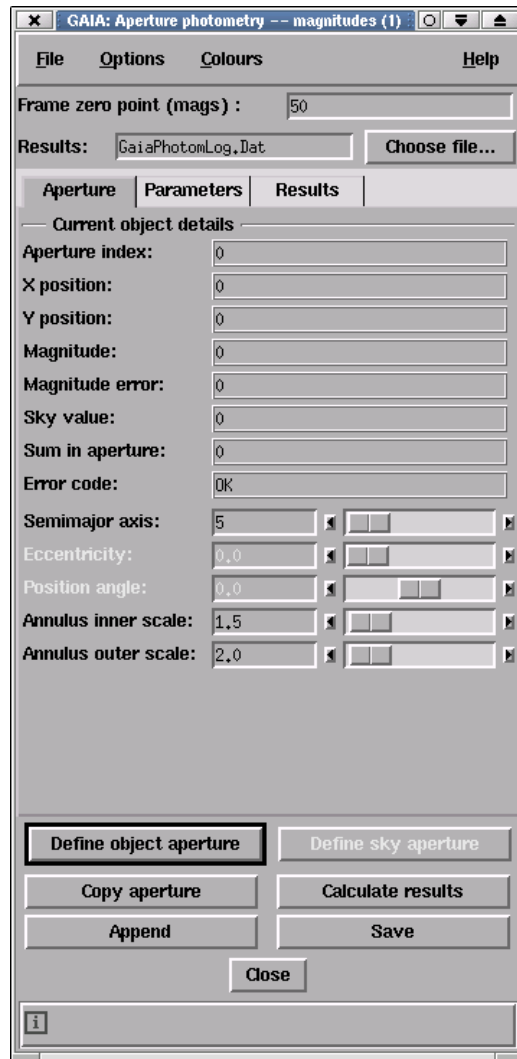 GAIA: Aperture photometry -- magnitudes (1)
File Options Colours Help
Frame zero point (mags) : 50
Results: GaiaPhotomLog.Dat Choose file...
Aperture Parameters Results
Current object details
Aperture index: 0
X position: 0
Y position: 0
Magnitude: 0
Magnitude error: 0
Sky value: 0
Sum in aperture: 0
Error code: OK
Semimajor axis: 5
Eccentricity: 0.0
Position angle: 0.0
Annulus inner scale: 1.5
Annulus outer scale: 2.0
Define object aperture Define sky aperture
Copy aperture Calculate results
Append Save
Close
i